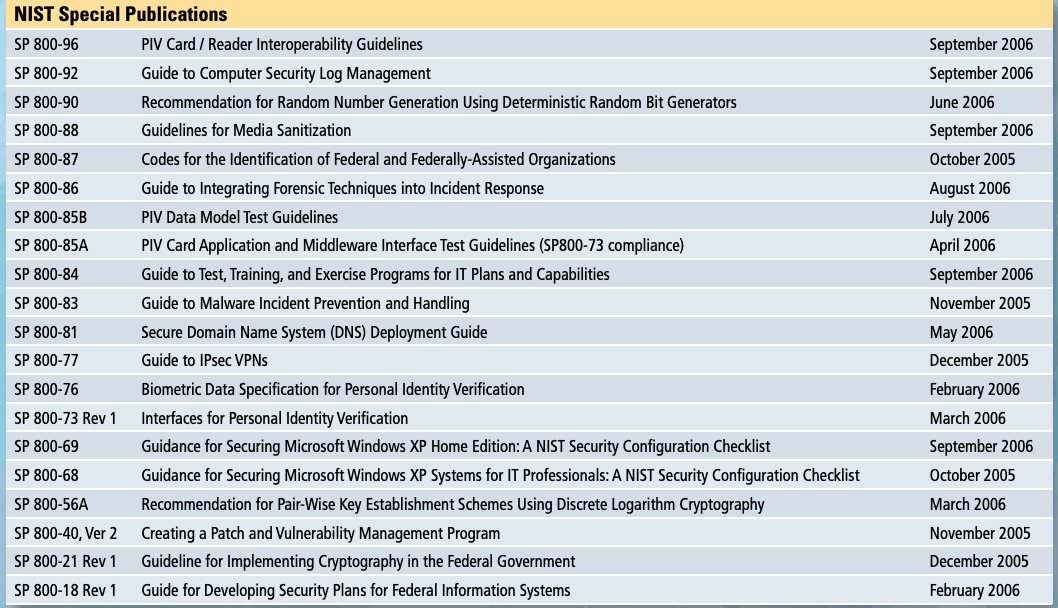 NIST Special Publications
SP 800-96 PIV Card / Reader Interoperability Guidelines September 2006
SP 800-92 Guide to Computer Security Log Management September 2006
SP 800-90 Recommendation for Random Number Generation Using Deterministic Random Bit Generators June 2006
SP 800-88 Guidelines for Media Sanitization September 2006
SP 800-87 Codes for the Identification of Federal and Federally-Assisted Organizations October 2005
SP 800-86 Guide to Integrating Forensic Techniques into Incident Response August 2006
SP 800-85B PIV Data Model Test Guidelines July 2006
SP 800-85A PIV Card Application and Middleware Interface Test Guidelines (SP800-73 compliance) April 2006
SP 800-84 Guide to Test, Training, and Exercise Programs for IT Plans and Capabilities September 2006
SP 800-83 Guide to Malware Incident Prevention and Handling November 2005
SP 800-81 Secure Domain Name System (DNS) Deployment Guide May 2006
SP 800-77 Guide to IPsec VPNs December 2005
SP 800-76 Biometric Data Specification for Personal Identity Verification February 2006
SP 800-73 Rev 1 Interfaces for Personal Identity Verification March 2006
SP 800-69 Guidance for Securing Microsoft Windows XP Home Edition: A NIST Security Configuration Checklist September 2006
SP 800-68 Guidance for Securing Microsoft Windows XP Systems for IT Professionals: A NIST Security Configuration Checklist October 2005
SP 800-56A Recommendation for Pair-Wise Key Establishment Schemes Using Discrete Logarithm Cryptography March 2006
SP 800-40, Ver 2 Creating a Patch and Vulnerability Management Program November 2005
SP 800-21 Rev 1 Guideline for Implementing Cryptography in the Federal Government December 2005
SP 800-18 Rev 1 Guide for Developing Security Plans for Federal Information Systems February 2006